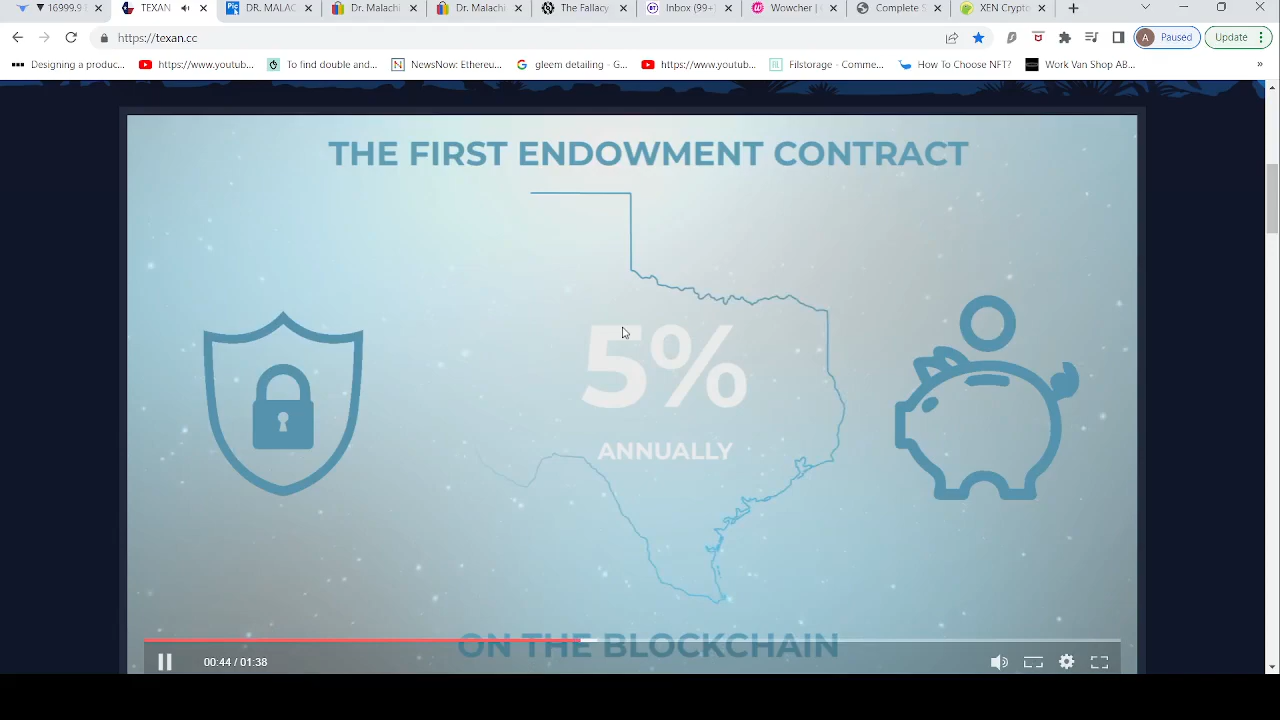 16999.9
TEXAN
DR. MALAC
Dr. Malachi
Dr. Malachi
The Fallacy
Inbox (99+)
Wowcher |
Complete S
XEN Crypto
https://texan.cc
A
Paused
Update
Designing a produc...
https://www.youtub...
To find double and...
NewsNow: Ethereu...
gleem detailing - G...
https://www.youtub...
Filstorage - Comme...
How To Choose NFT?
Work Van Shop AB...
»
THE FIRST ENDOWMENT CONTRACT
5%
ANNUALLY
ON THE BLOCKCHAIN
00:44 / 01:38